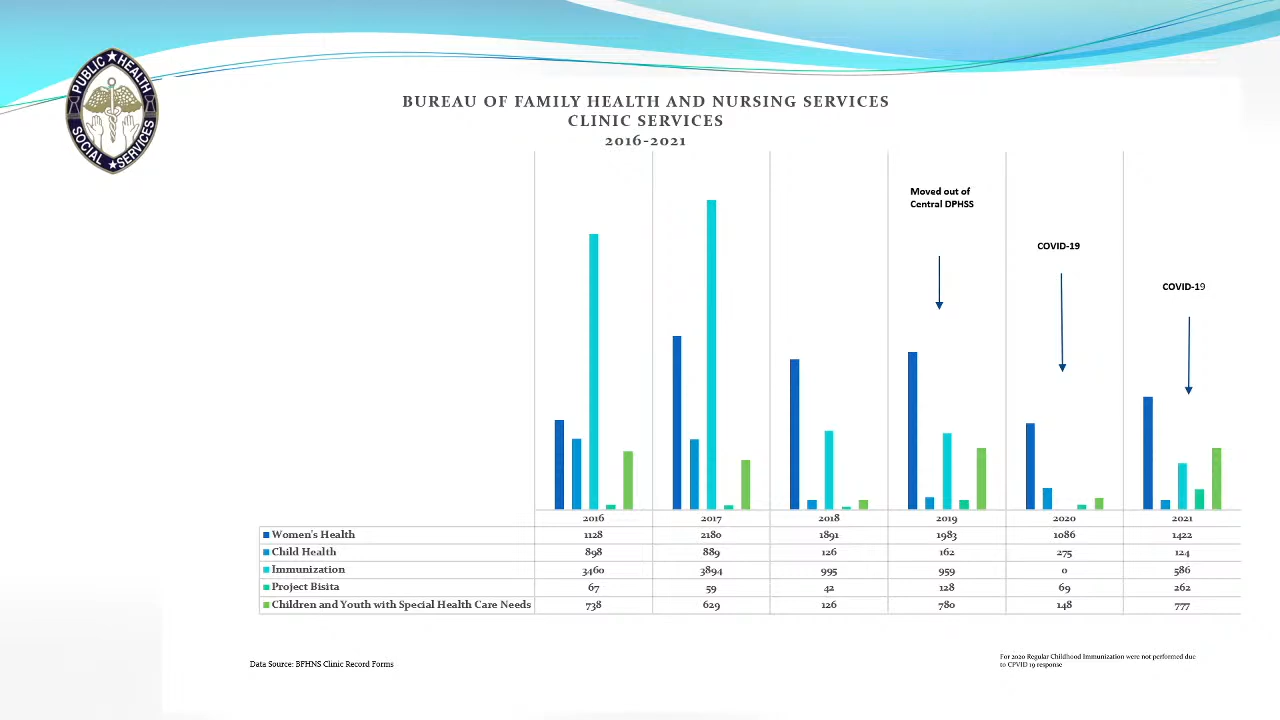 PUBLIC HEALTH
SOCIAL SERVICES
BUREAU OF FAMILY HEALTH AND NURSING SERVICES
CLINIC SERVICES
2016-2021
Moved out of
Central DPHSS
COVID-19
COVID-19
2016 2017 2018 2019 2020 2021
Women's Health 1128 2180 1891 1983 1086 1422
Child Health 898 889 126 162 275 124
Immunization 3460 3894 995 959 0 586
Project Bisita 67 59 42 128 69 262
Children and Youth with Special Health Care Needs 738 629 126 780 148 777
Data Source: BFHNS Clinic Record Forms
For 2020 Regular Childhood Immunization were not performed due
to CPVID 19 response